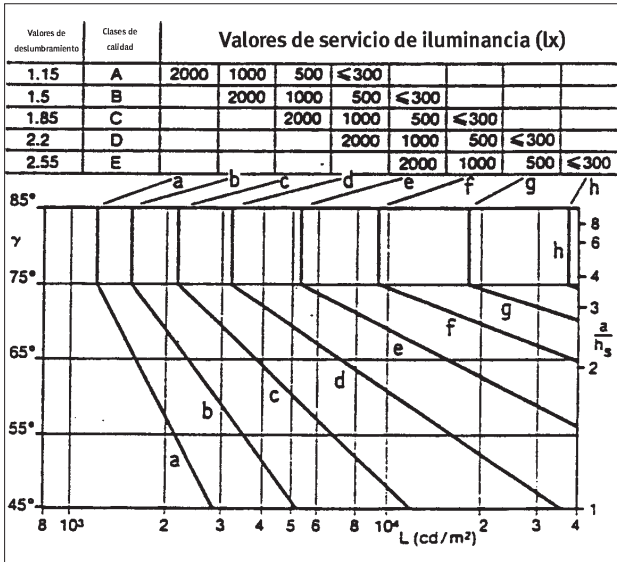 Valores de deslumbramiento Clases de calidad Valores de servicio de iluminancia (lx)
1.15 A 2000 1000 500 ≤300
1.5 B 2000 1000 500 ≤300
1.85 C 2000 1000 500 ≤300
2.2 D 2000 1000 500 ≤300
2.55 E 2000 1000 500 ≤300
a b c d e f g h
85°
γ
8
6
h
75° 4
g
3
f
a/hs
e
65° 2
d
c
b
55°
a
45° 1
8 10³ 2 3 4 5 6 8 10⁴ 2 3 4
L (cd/m²)